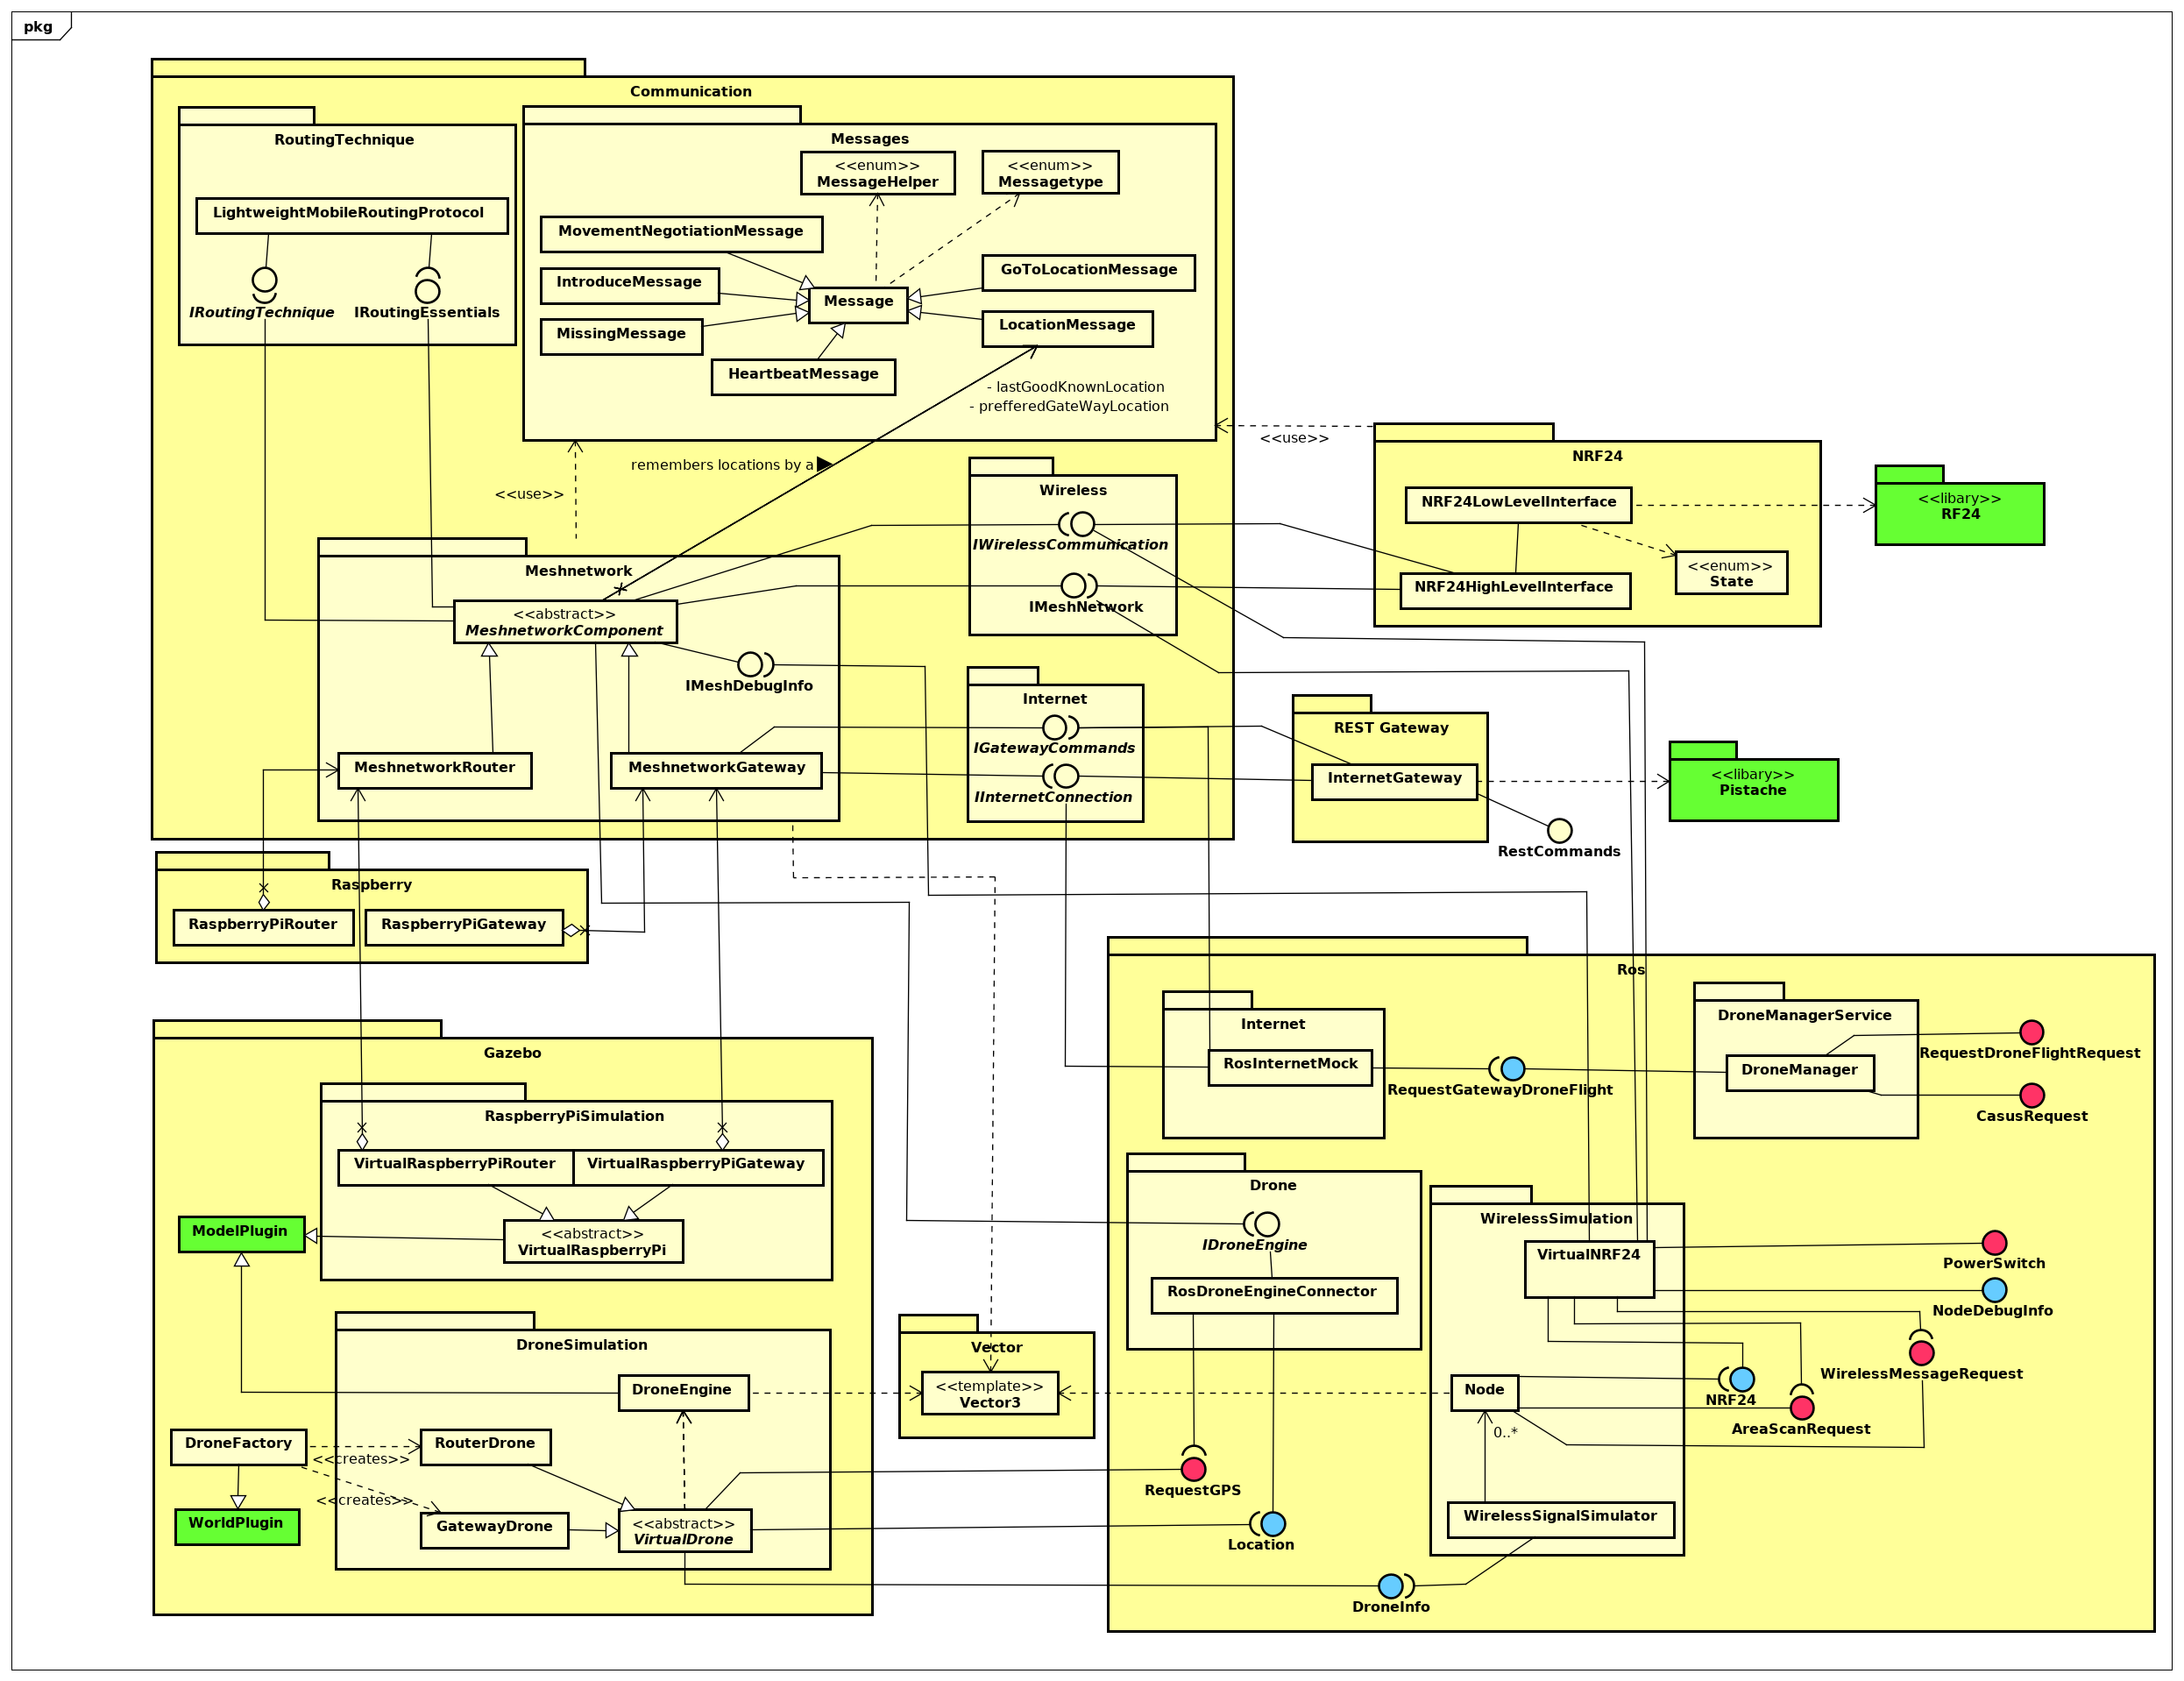 pkg
Communication
RoutingTechnique
LightweightMobileRoutingProtocol
IRoutingTechnique
IRoutingEssentials
Messages
<<enum>>
MessageHelper
<<enum>>
Messagetype
MovementNegotiationMessage
IntroduceMessage
MissingMessage
HeartbeatMessage
Message
GoToLocationMessage
LocationMessage
- lastGoodKnownLocation
- prefferedGateWayLocation
remembers locations by a
<<use>>
<<use>>
Wireless
IWirelessCommunication
IMeshNetwork
Meshnetwork
<<abstract>>
MeshnetworkComponent
IMeshDebugInfo
MeshnetworkRouter
MeshnetworkGateway
Internet
IGatewayCommands
IInternetConnection
NRF24
NRF24LowLevelInterface
<<enum>>
State
NRF24HighLevelInterface
<<libary>>
RF24
REST Gateway
InternetGateway
RestCommands
<<libary>>
Pistache
Raspberry
RaspberryPiRouter
RaspberryPiGateway
Gazebo
RaspberryPiSimulation
VirtualRaspberryPiRouter
VirtualRaspberryPiGateway
<<abstract>>
VirtualRaspberryPi
ModelPlugin
DroneSimulation
DroneEngine
DroneFactory
<<creates>>
<<creates>>
RouterDrone
GatewayDrone
<<abstract>>
VirtualDrone
WorldPlugin
Vector
<<template>>
Vector3
Ros
Internet
RosInternetMock
RequestGatewayDroneFlight
DroneManagerService
DroneManager
RequestDroneFlightRequest
CasusRequest
Drone
IDroneEngine
RosDroneEngineConnector
RequestGPS
Location
DroneInfo
WirelessSimulation
VirtualNRF24
Node
0..*
WirelessSignalSimulator
PowerSwitch
NodeDebugInfo
WirelessMessageRequest
NRF24
AreaScanRequest